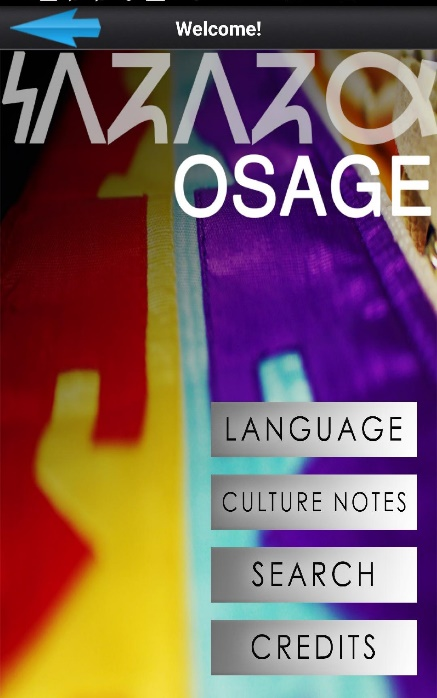 Welcome!
𐓏𐒰𐓓𐒰𐓓𐒷
OSAGE
LANGUAGE
CULTURE NOTES
SEARCH
CREDITS